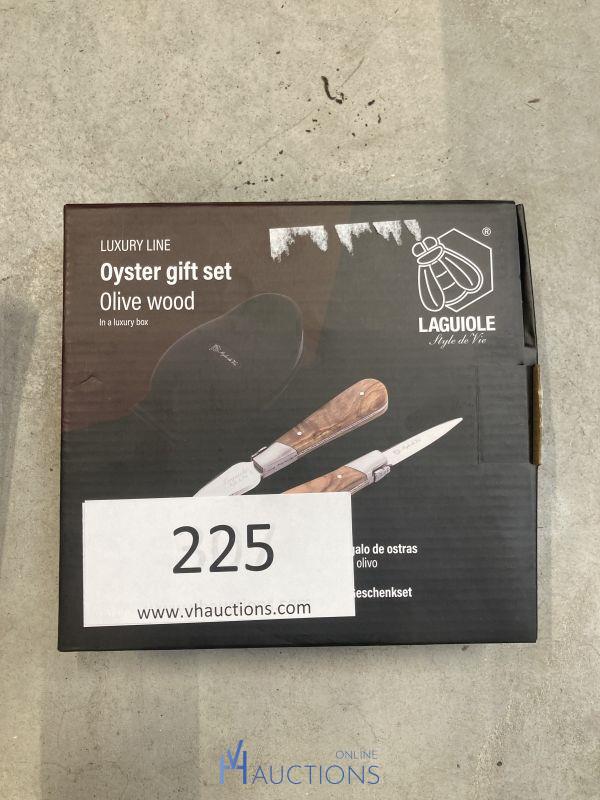 LUXURY LINE
Oyster gift set
Olive wood
In a luxury box
®
LAGUIOLE
Style de Vie
225
www.vhauctions.com
galo de ostras
olivo
Geschenkset
VH ONLINE
AUCTIONS